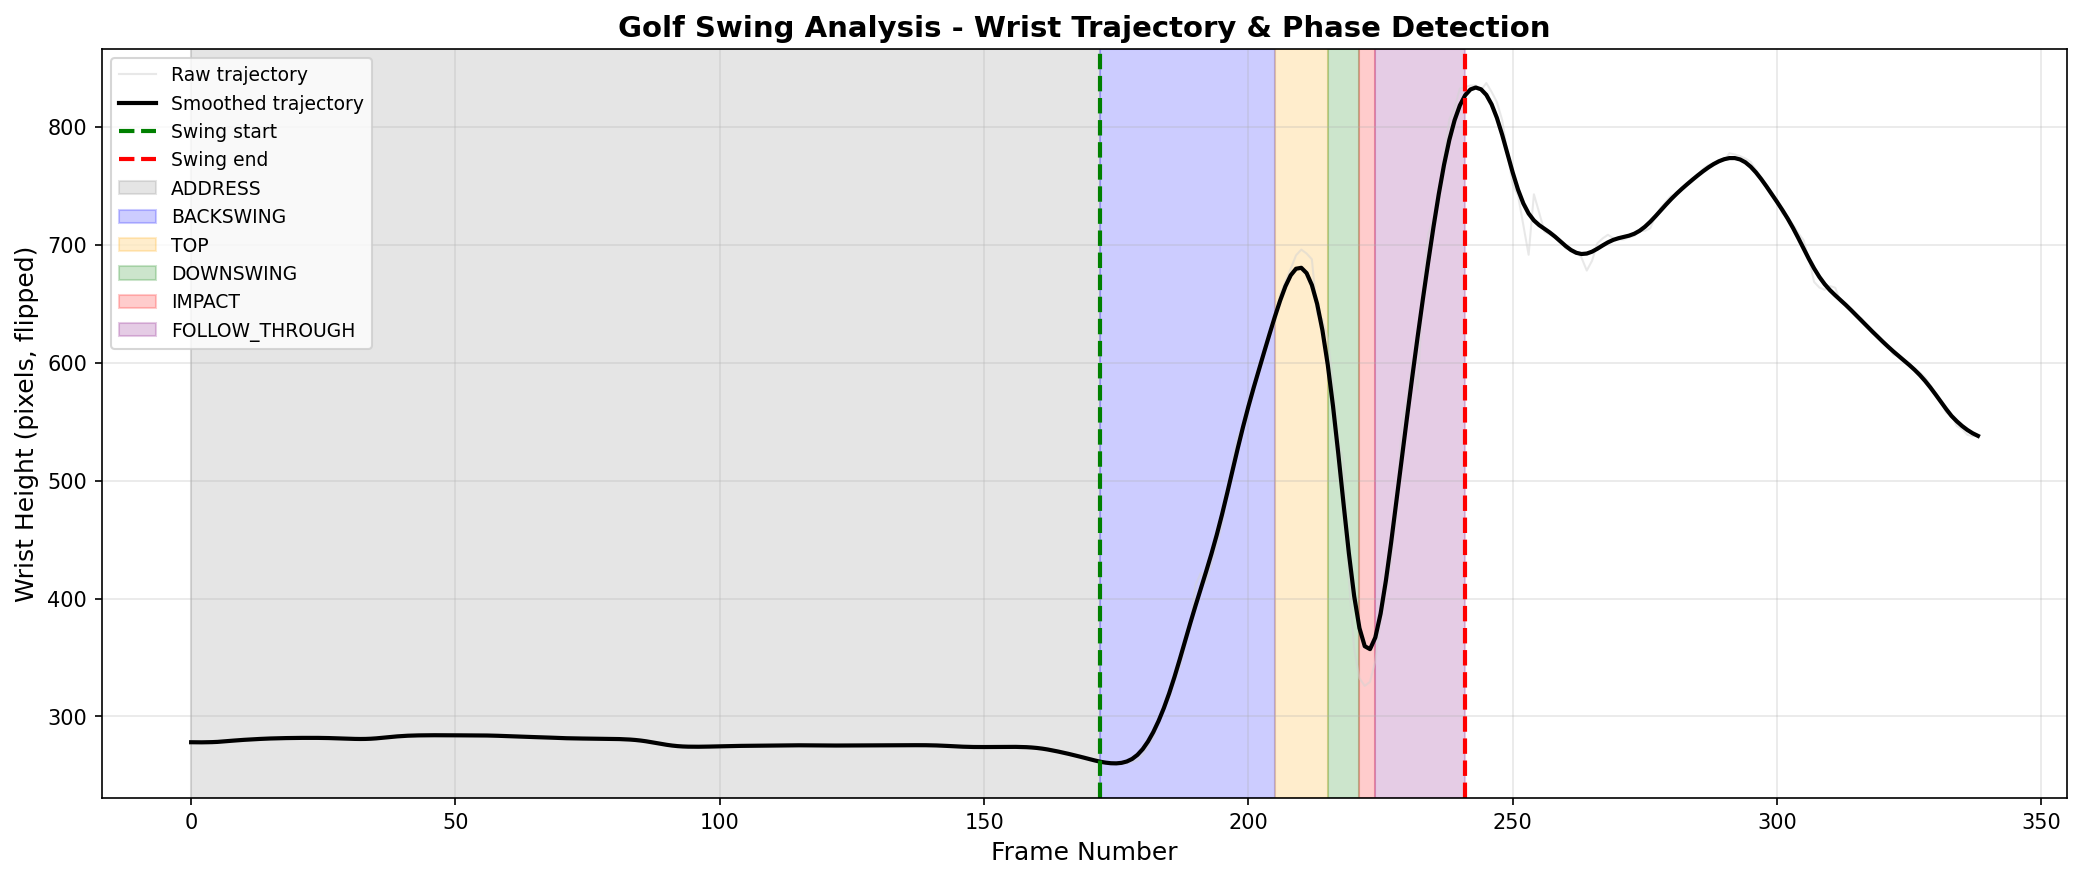 Golf Swing Analysis - Wrist Trajectory & Phase Detection
Raw trajectory
Smoothed trajectory
Swing start
Swing end
ADDRESS
BACKSWING
TOP
DOWNSWING
IMPACT
FOLLOW_THROUGH
Wrist Height (pixels, flipped)
800
700
600
500
400
300
0 50 100 150 200 250 300 350
Frame Number